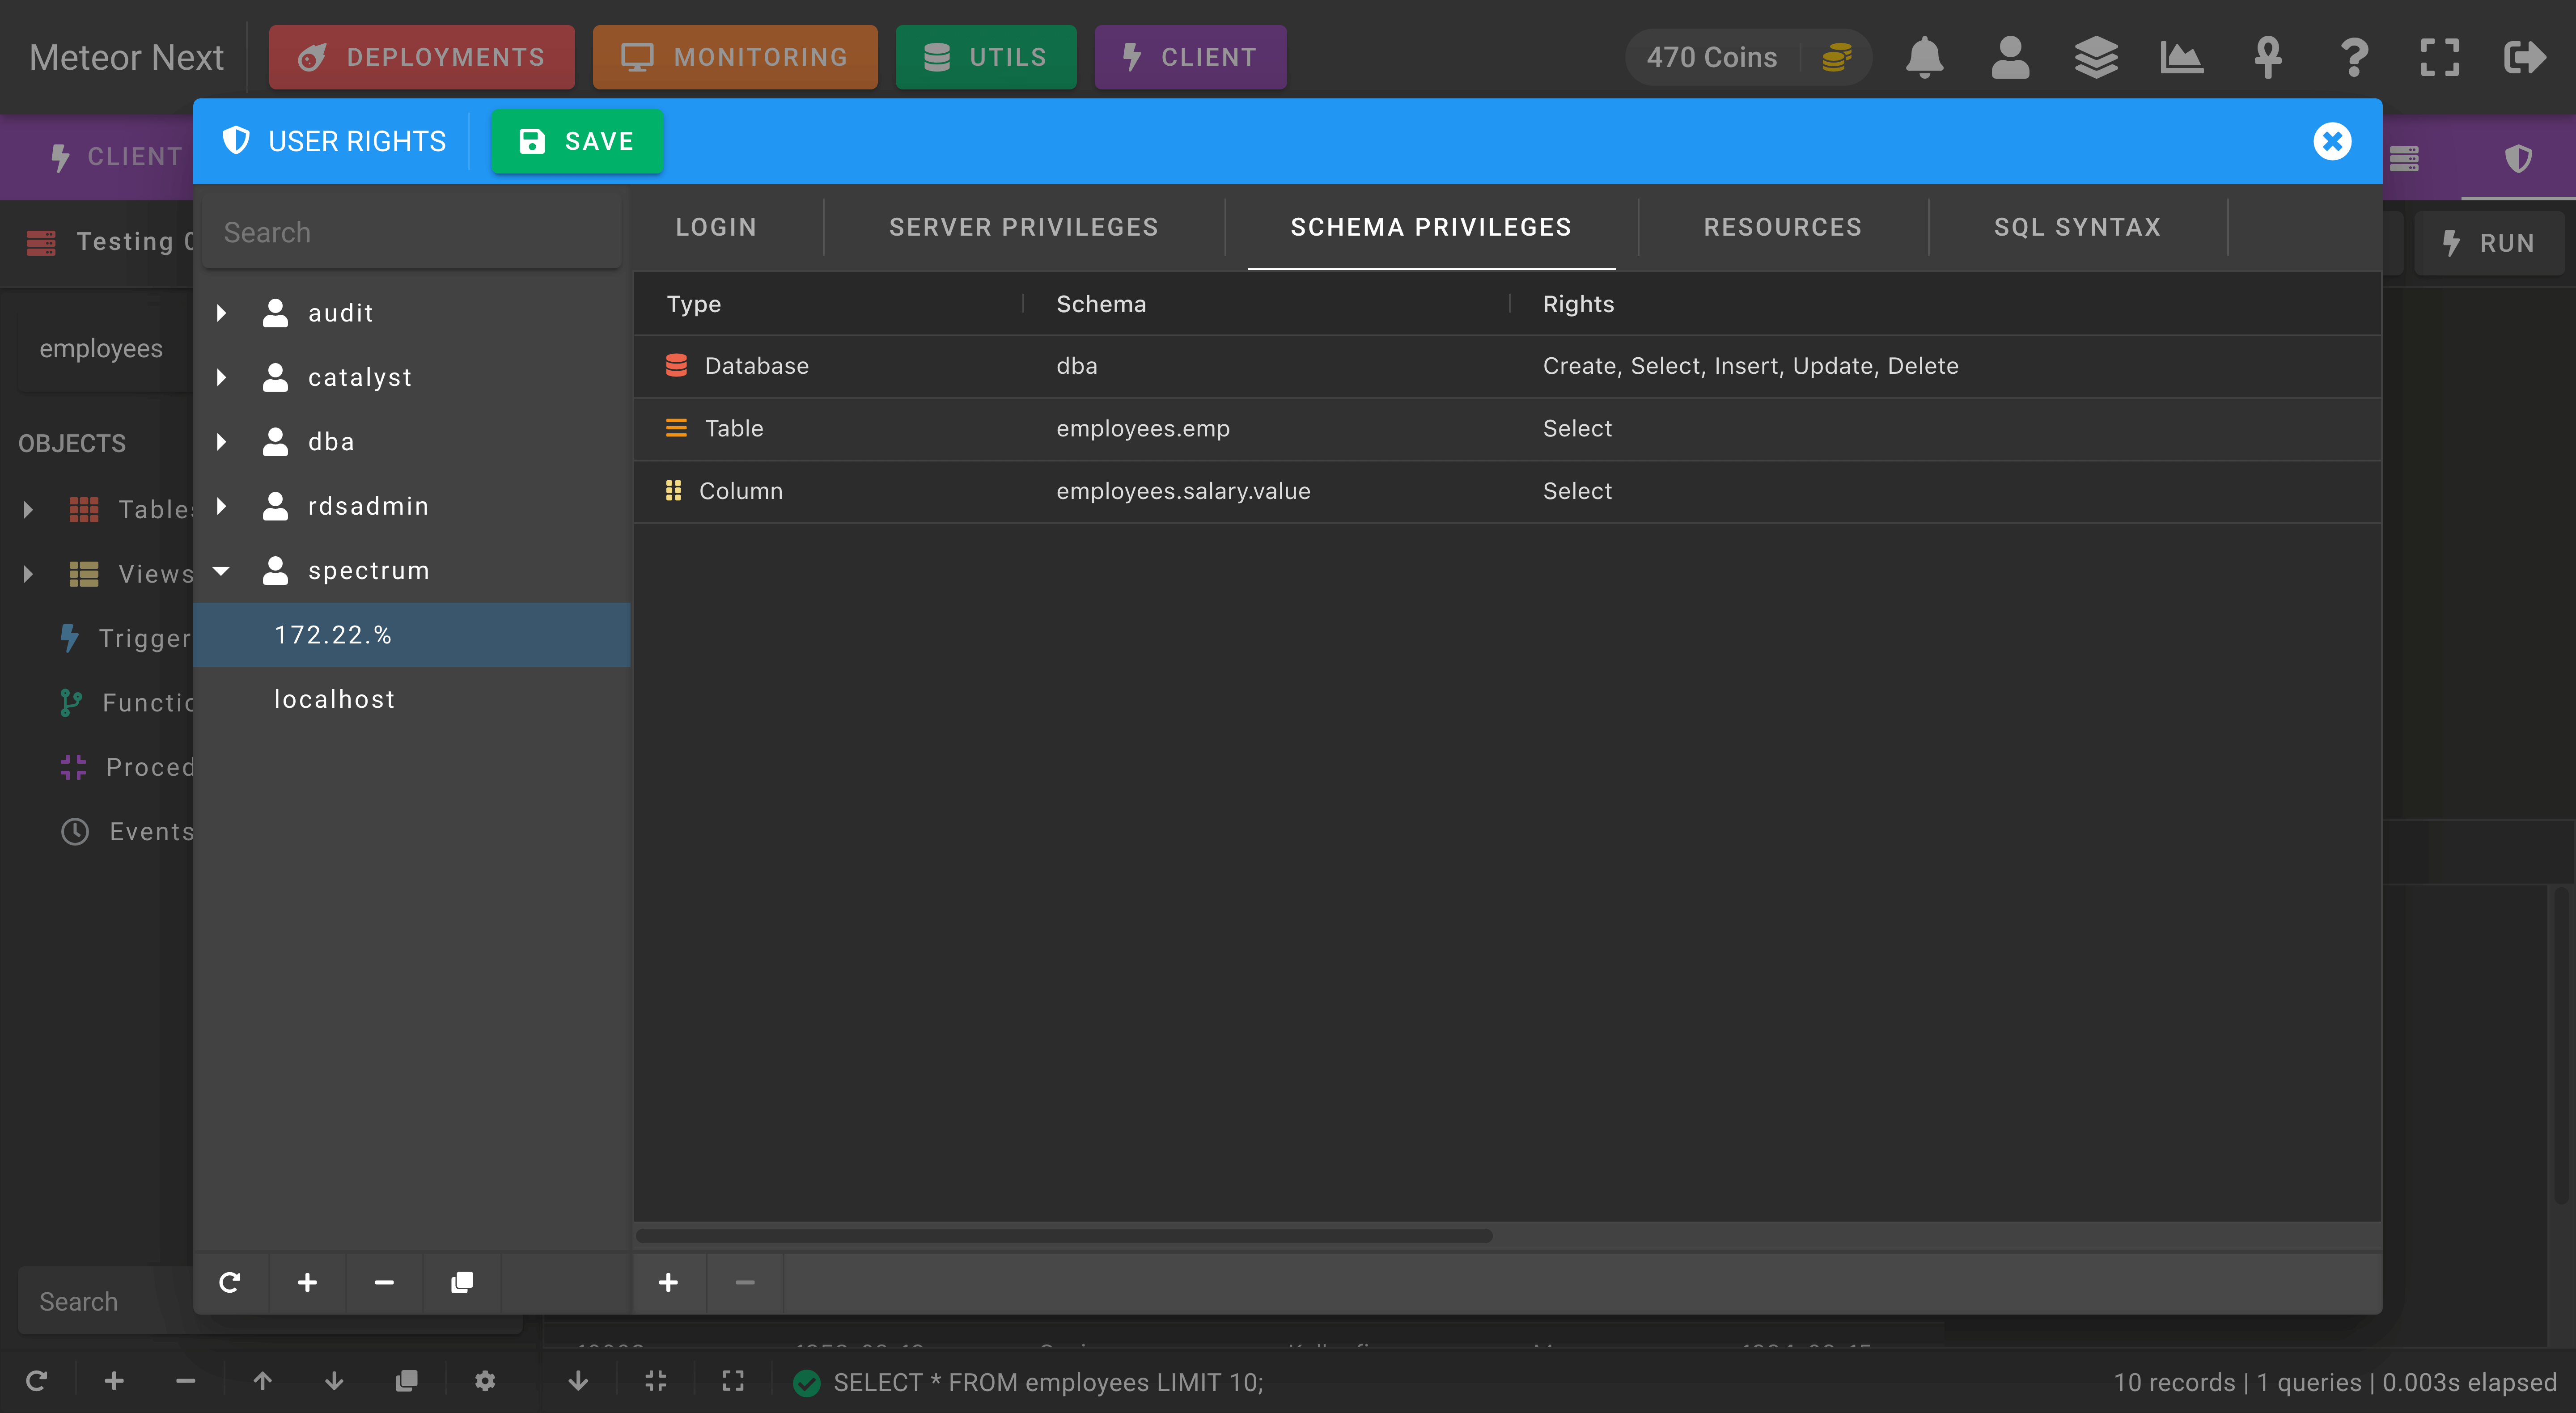 Meteor Next DEPLOYMENTS MONITORING UTILS CLIENT 470 Coins
CLIENT USER RIGHTS SAVE
Testing
Search LOGIN SERVER PRIVILEGES SCHEMA PRIVILEGES RESOURCES SQL SYNTAX RUN
employees
OBJECTS
Tables
Views
Trigger
Functio
Proced
Events
Search
audit
catalyst
dba
rdsadmin
spectrum
172.22.%
localhost
Type Schema Rights
Database dba Create, Select, Insert, Update, Delete
Table employees.emp Select
Column employees.salary.value Select
SELECT * FROM employees LIMIT 10;
10 records | 1 queries | 0.003s elapsed